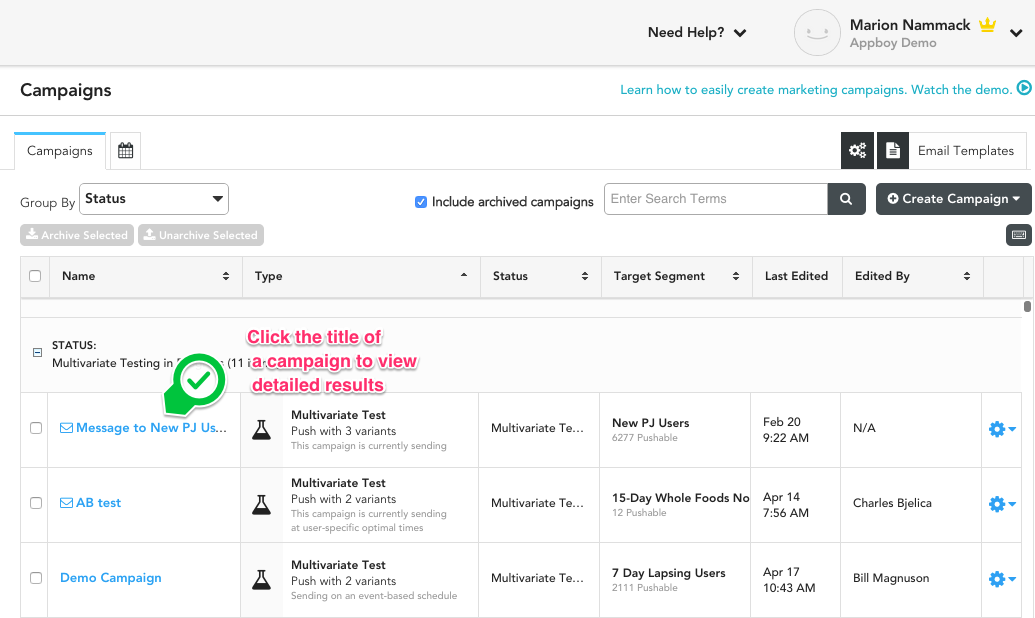 Need Help?
Marion Nammack
Appboy Demo
Campaigns
Learn how to easily create marketing campaigns. Watch the demo.
Campaigns
Email Templates
Group By
Status
Include archived campaigns
Enter Search Terms
Create Campaign
Archive Selected
Unarchive Selected
Name
Type
Status
Target Segment
Last Edited
Edited By
Click the title of
a campaign to view
detailed results
STATUS:
Multivariate Testing in (11
Message to New PJ Us...
Multivariate Test
Push with 3 variants
This campaign is currently sending
Multivariate Te...
New PJ Users
6277 Pushable
Feb 20
9:22 AM
N/A
AB test
Multivariate Test
Push with 2 variants
This campaign is currently sending
at user-specific optimal times
Multivariate Te...
15-Day Whole Foods No
12 Pushable
Apr 14
7:56 AM
Charles Bjelica
Demo Campaign
Multivariate Test
Push with 2 variants
Sending on an event-based schedule
Multivariate Te...
7 Day Lapsing Users
2111 Pushable
Apr 17
10:43 AM
Bill Magnuson